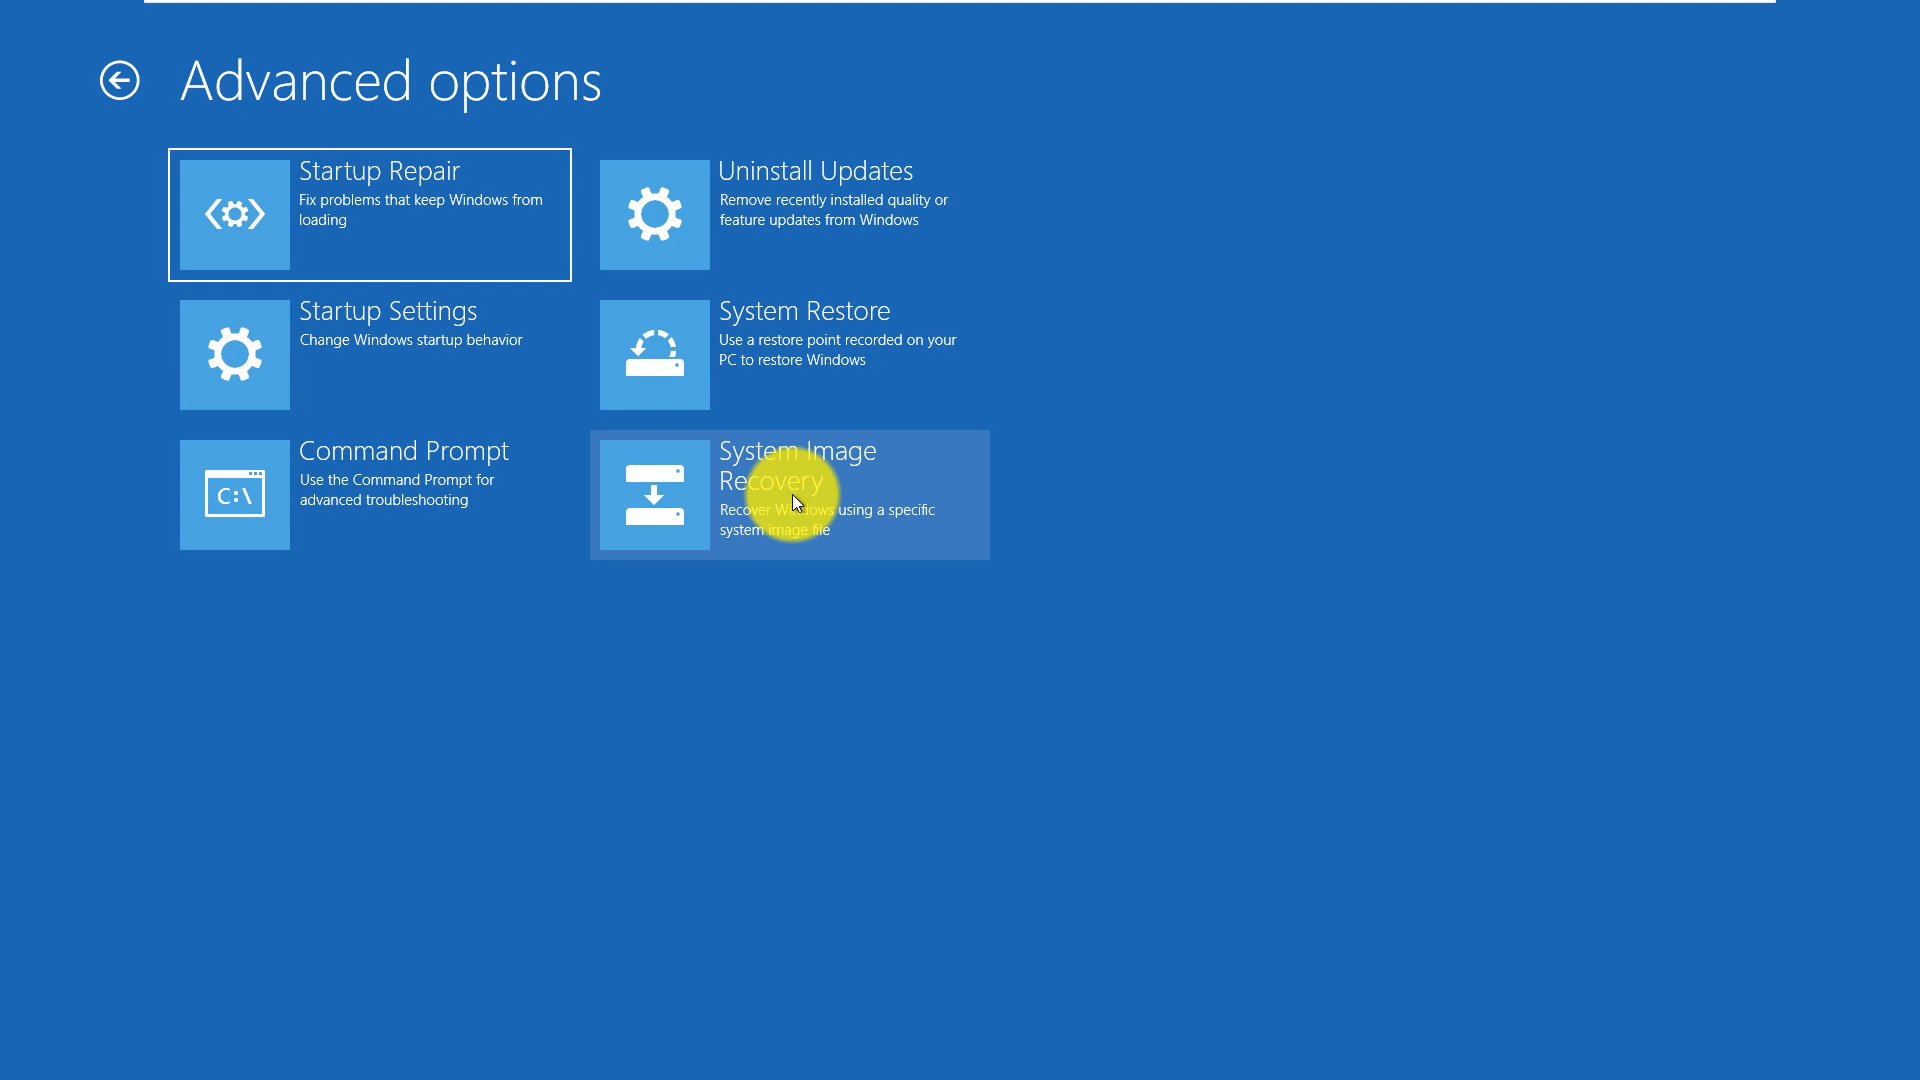 Advanced options
Startup Repair
Fix problems that keep Windows from
loading
Uninstall Updates
Remove recently installed quality or
feature updates from Windows
Startup Settings
Change Windows startup behavior
System Restore
Use a restore point recorded on your
PC to restore Windows
C:\
Command Prompt
Use the Command Prompt for
advanced troubleshooting
System Image
Recovery
Recover Windows using a specific
system image file